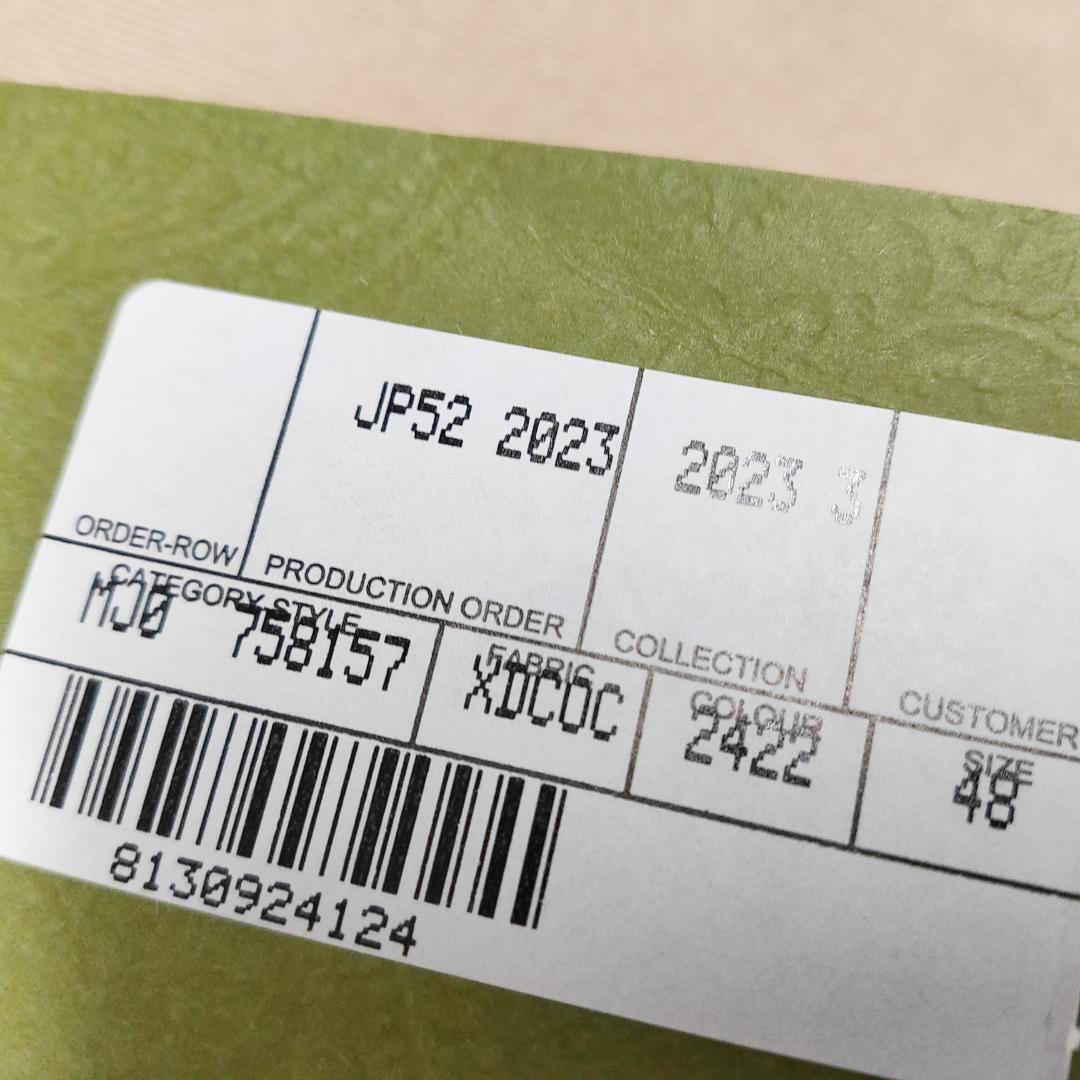 JP52 2023 2023 3
ORDER-ROW PRODUCTION ORDER COLLECTION CUSTOMER
CATEGORY STYLE FABRIC COLOUR SIZE
MJ0 758157 XDCOC 2422 48
8130924124